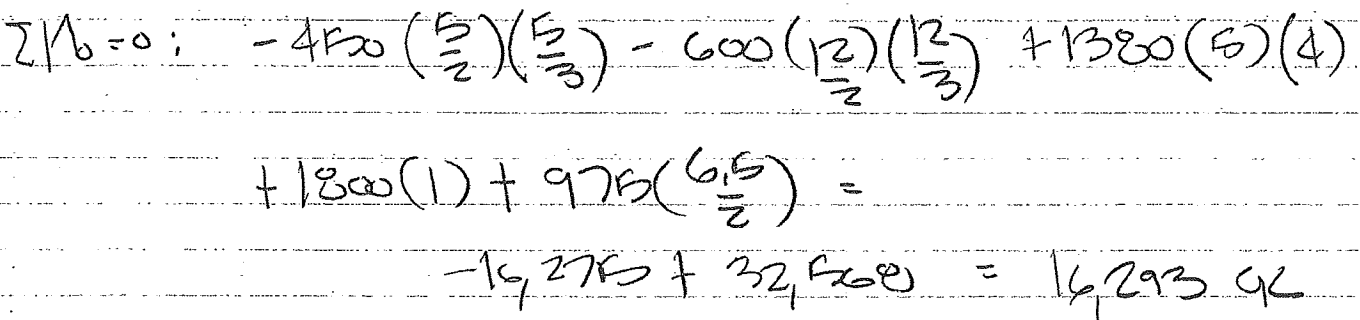 ΣMo=0: -450(5/2)(5/3) - 600(12/2)(12/3) +1380(5)(4)
+1800(1) + 975(6.5/2) =
-16,275 + 32,568 = 16,293 OK